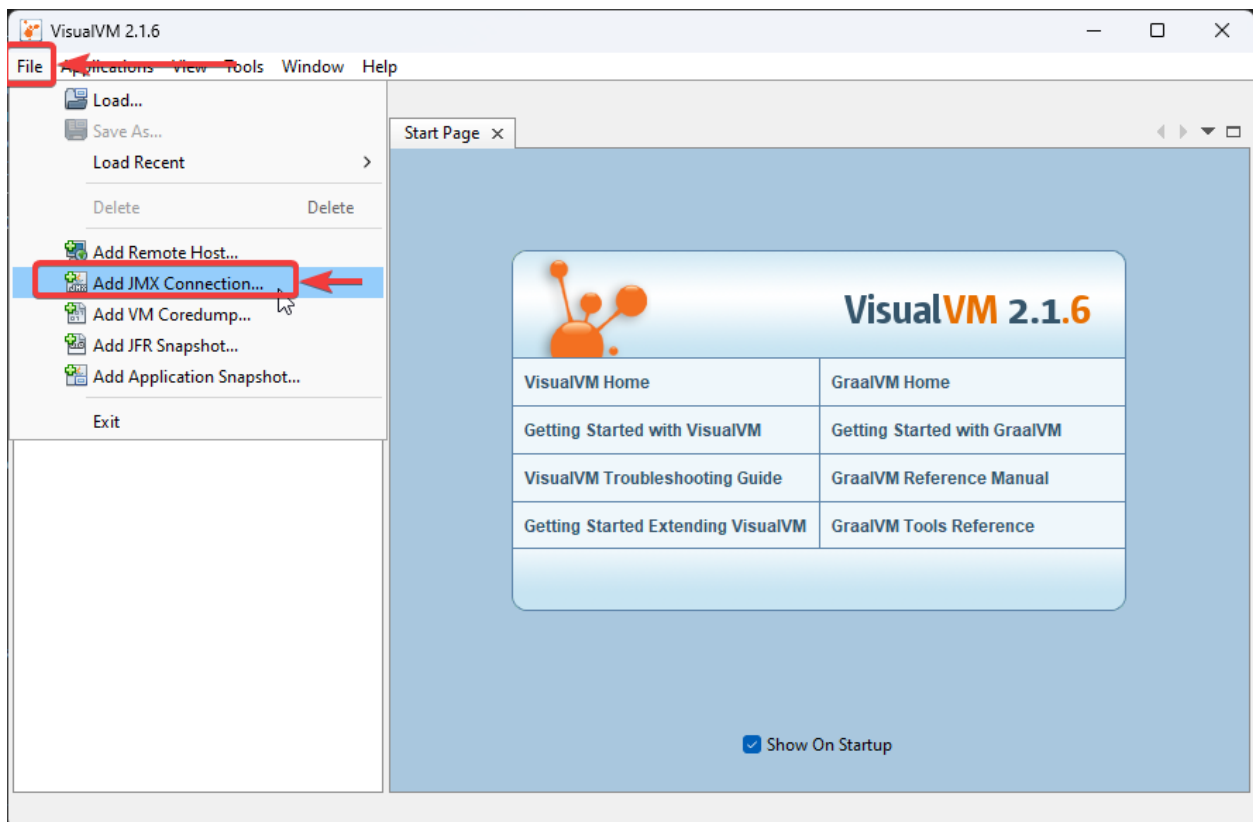 VisualVM 2.1.6
File Applications View Tools Window Help
Load...
Save As...
Load Recent
Delete Delete
Add Remote Host...
Add JMX Connection...
Add VM Coredump...
Add JFR Snapshot...
Add Application Snapshot...
Exit
Start Page
VisualVM 2.1.6
VisualVM Home GraalVM Home
Getting Started with VisualVM Getting Started with GraalVM
VisualVM Troubleshooting Guide GraalVM Reference Manual
Getting Started Extending VisualVM GraalVM Tools Reference
Show On Startup